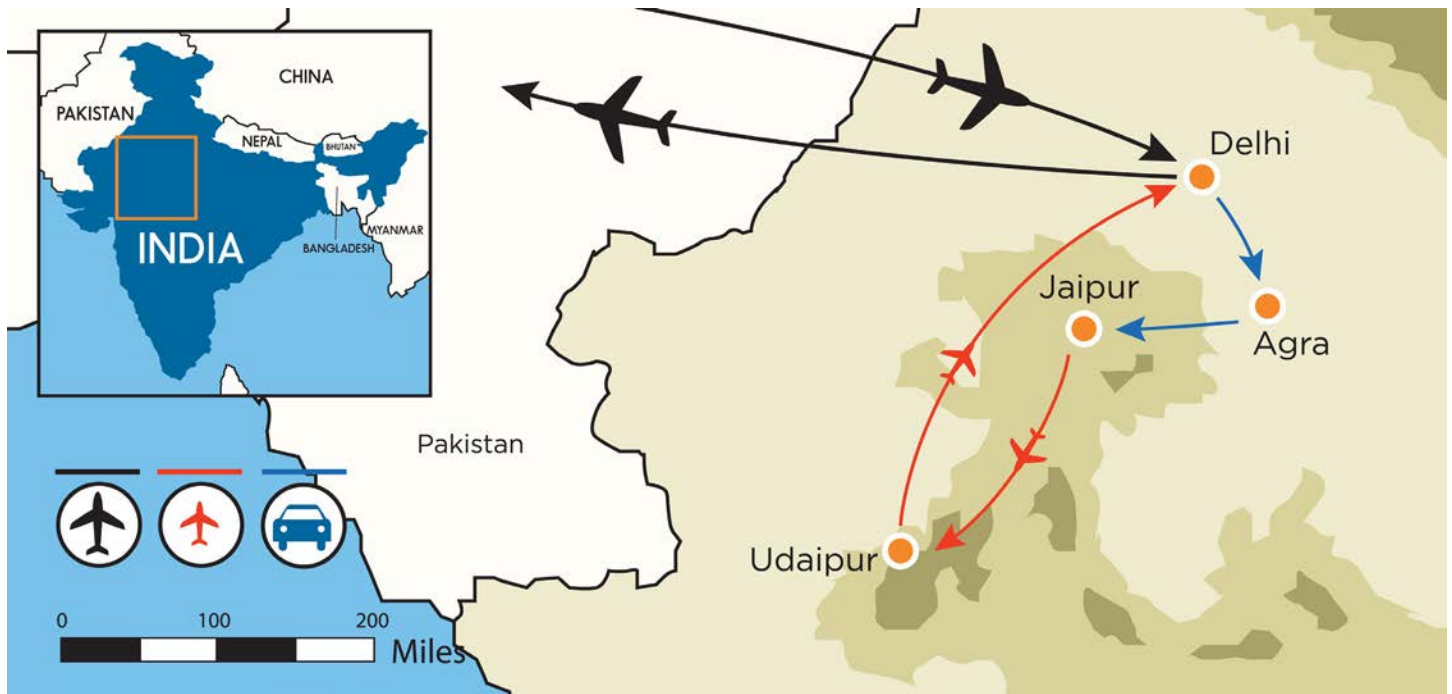 CHINA
PAKISTAN
NEPAL
BHUTAN
INDIA
BANGLADESH
MYANMAR
Delhi
Jaipur
Agra
Pakistan
Udaipur
0 100 200
Miles